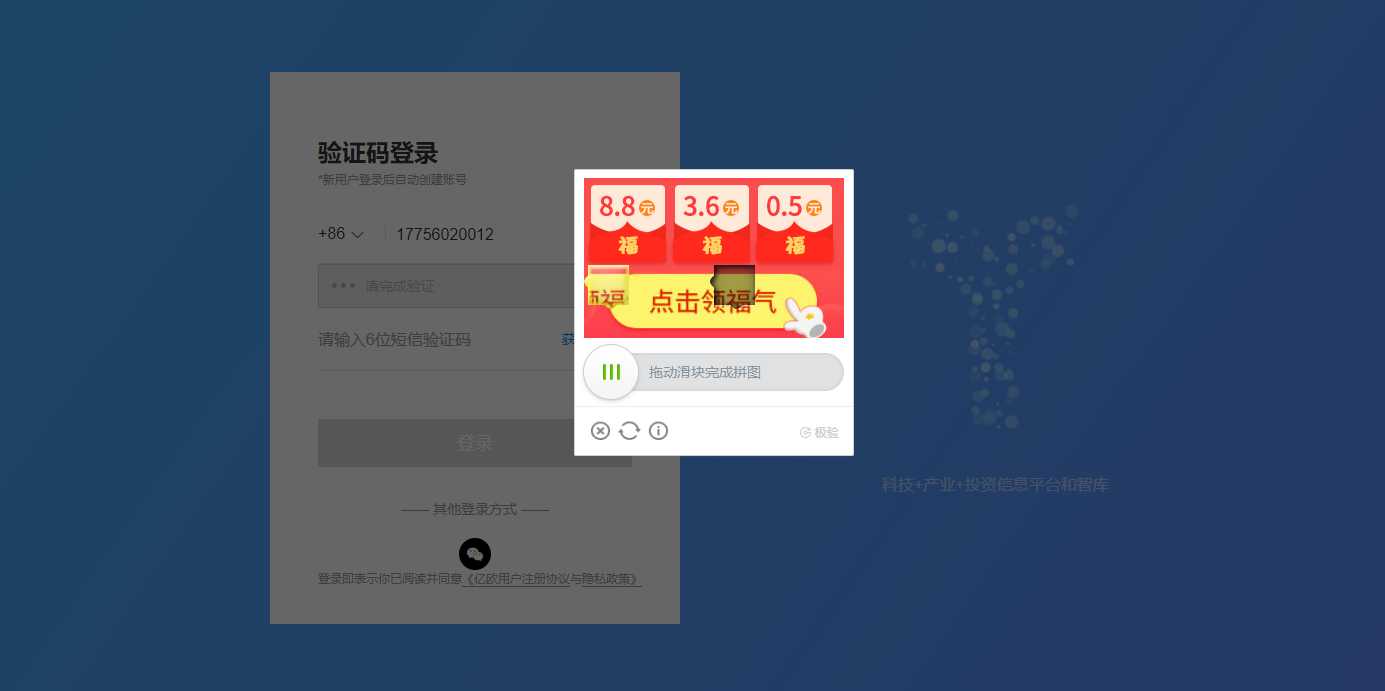 验证码登录
*新用户登录后自动创建账号
+86 17756020012
请完成验证
请输入6位短信验证码 获
登录
其他登录方式
登录即表示你已阅读并同意《亿欧用户注册协议与隐私政策》
8.8元 3.6元 0.5元
福 福 福
点击领福气
领福
拖动滑块完成拼图
极验
科技+产业+投资信息平台和智库